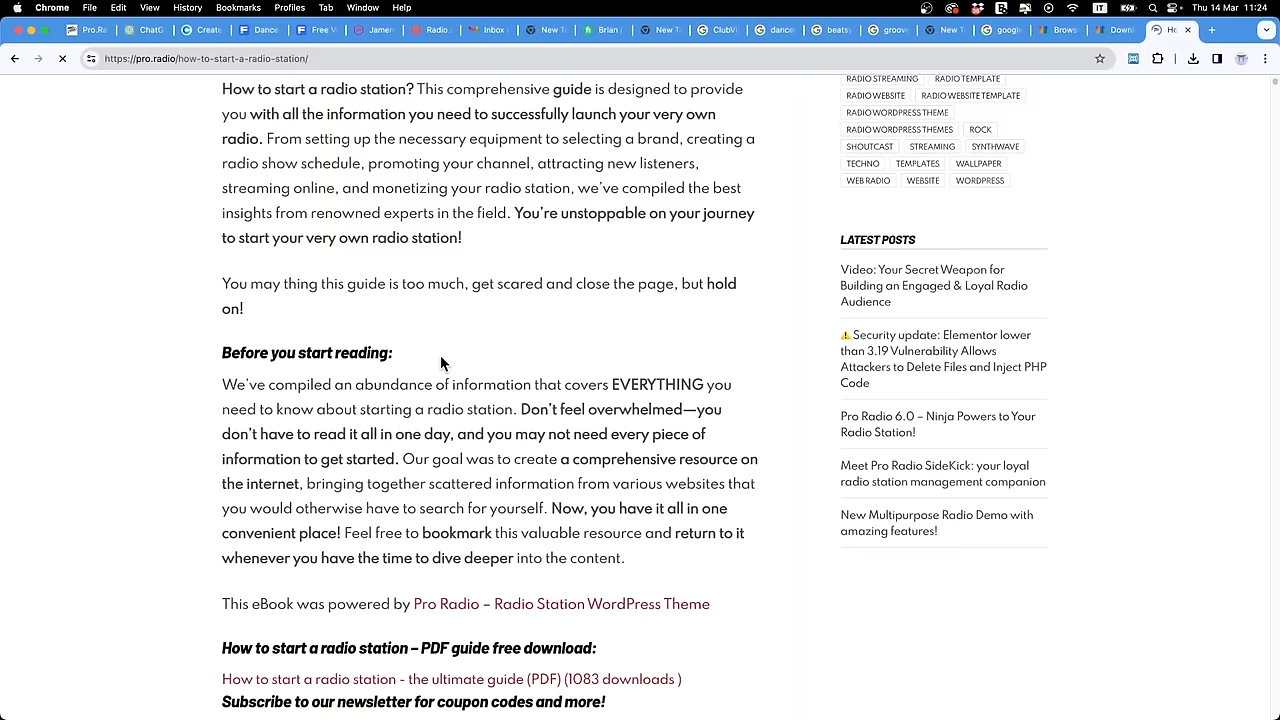 Chrome File Edit View History Bookmarks Profiles Tab Window Help
IT
Thu 14 Mar 11:24
Pro.Ra
ChatG
Create
Dance
Free V
Jamen
Radio.
Inbox
New T
Brian
New T
ClubVi
New T
dance
beats
groove
google
Brows
Downl
Ho
https://pro.radio/how-to-start-a-radio-station/
How to start a radio station? This comprehensive guide is designed to provide
you with all the information you need to successfully launch your very own
radio. From setting up the necessary equipment to selecting a brand, creating a
radio show schedule, promoting your channel, attracting new listeners,
streaming online, and monetizing your radio station, we've compiled the best
insights from renowned experts in the field. You're unstoppable on your journey
to start your very own radio station!
You may thing this guide is too much, get scared and close the page, but hold
on!
Before you start reading:
We've compiled an abundance of information that covers EVERYTHING you
need to know about starting a radio station. Don't feel overwhelmed—you
don't have to read it all in one day, and you may not need every piece of
information to get started. Our goal was to create a comprehensive resource on
the internet, bringing together scattered information from various websites that
you would otherwise have to search for yourself. Now, you have it all in one
convenient place! Feel free to bookmark this valuable resource and return to it
whenever you have the time to dive deeper into the content.
This eBook was powered by Pro Radio – Radio Station WordPress Theme
How to start a radio station – PDF guide free download:
How to start a radio station - the ultimate guide (PDF) (1083 downloads )
Subscribe to our newsletter for coupon codes and more!
RADIO STREAMING RADIO TEMPLATE
RADIO WEBSITE RADIO WEBSITE TEMPLATE
RADIO WORDPRESS THEME
RADIO WORDPRESS THEMES ROCK
SHOUTCAST STREAMING SYNTHWAVE
TECHNO TEMPLATES WALLPAPER
WEB RADIO WEBSITE WORDPRESS
LATEST POSTS
Video: Your Secret Weapon for
Building an Engaged & Loyal Radio
Audience
⚠️ Security update: Elementor lower
than 3.19 Vulnerability Allows
Attackers to Delete Files and Inject PHP
Code
Pro Radio 6.0 – Ninja Powers to Your
Radio Station!
Meet Pro Radio SideKick: your loyal
radio station management companion
New Multipurpose Radio Demo with
amazing features!